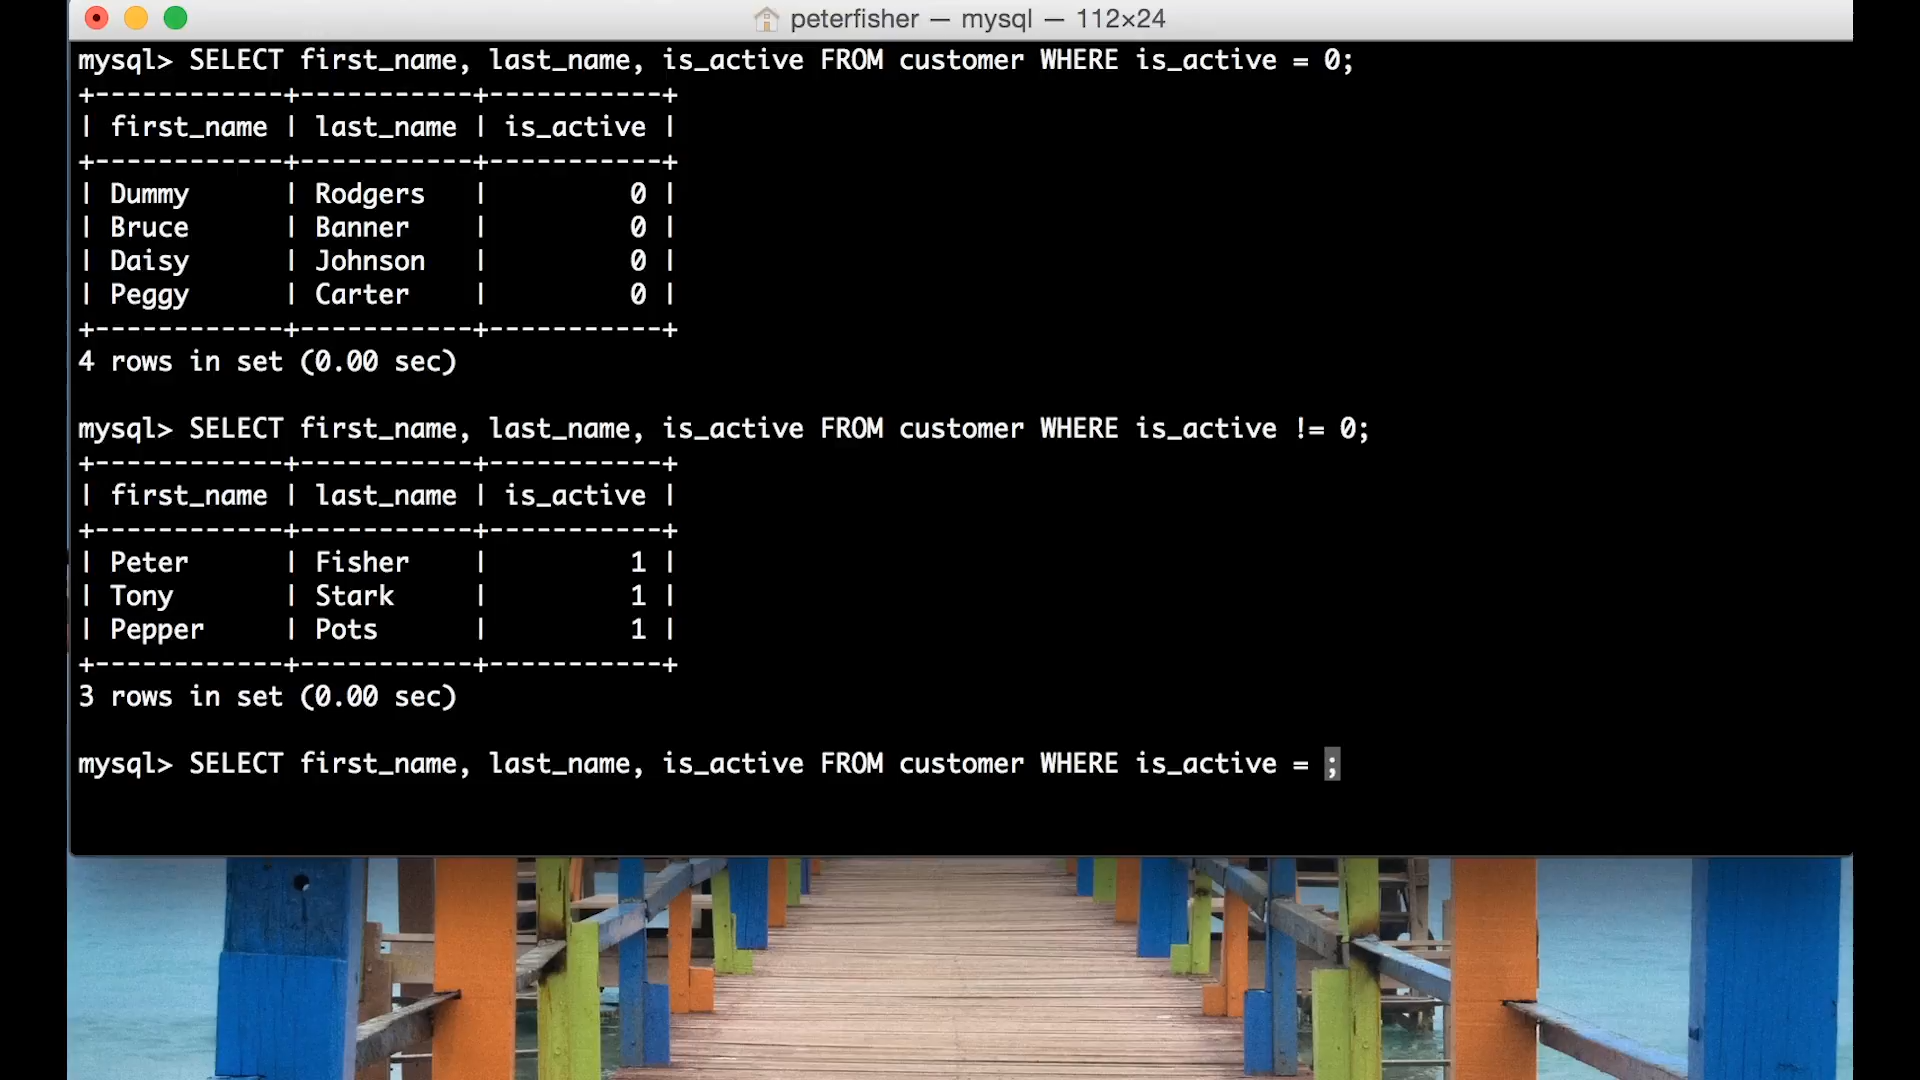 peterfisher — mysql — 112×24
mysql> SELECT first_name, last_name, is_active FROM customer WHERE is_active = 0;
+------------+-----------+-----------+
| first_name | last_name | is_active |
+------------+-----------+-----------+
| Dummy      | Rodgers   |         0 |
| Bruce      | Banner    |         0 |
| Daisy      | Johnson   |         0 |
| Peggy      | Carter    |         0 |
+------------+-----------+-----------+
4 rows in set (0.00 sec)
mysql> SELECT first_name, last_name, is_active FROM customer WHERE is_active != 0;
+------------+-----------+-----------+
| first_name | last_name | is_active |
+------------+-----------+-----------+
| Peter      | Fisher    |         1 |
| Tony       | Stark     |         1 |
| Pepper     | Pots      |         1 |
+------------+-----------+-----------+
3 rows in set (0.00 sec)
mysql> SELECT first_name, last_name, is_active FROM customer WHERE is_active = ;